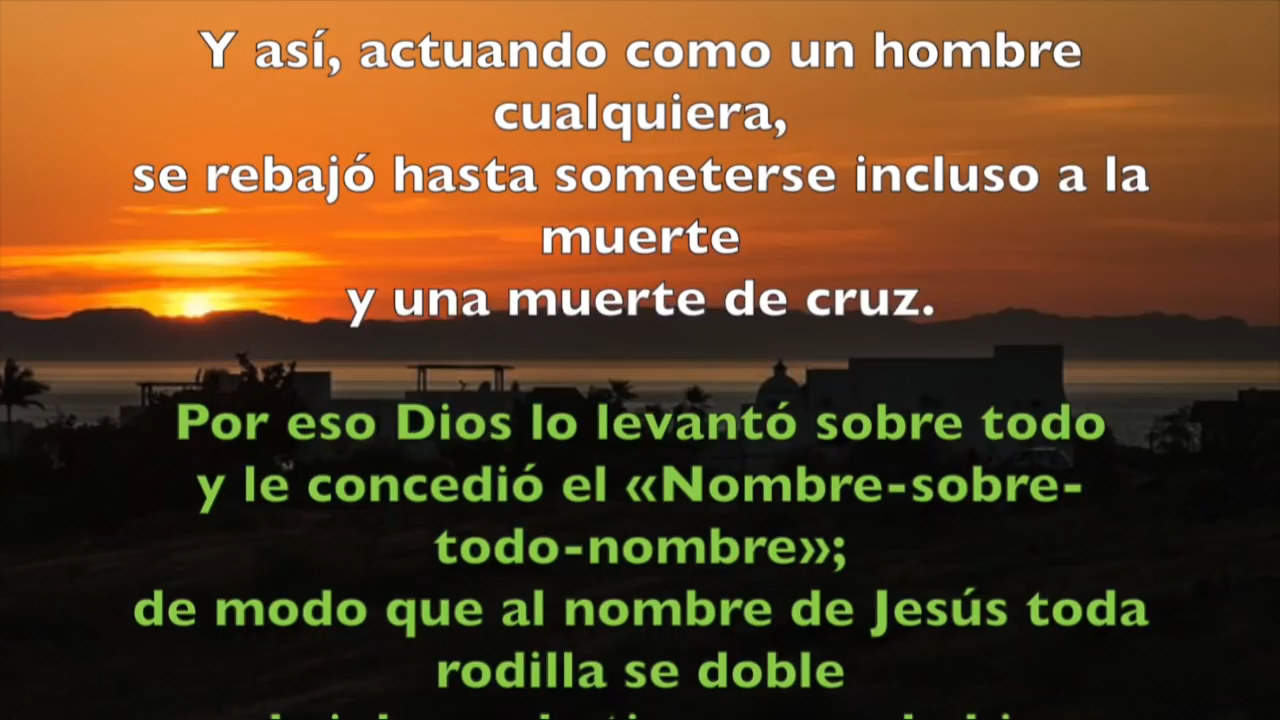 Y así, actuando como un hombre
cualquiera,
se rebajó hasta someterse incluso a la
muerte
y una muerte de cruz.
Por eso Dios lo levantó sobre todo
y le concedió el «Nombre-sobre-
todo-nombre»;
de modo que al nombre de Jesús toda
rodilla se doble